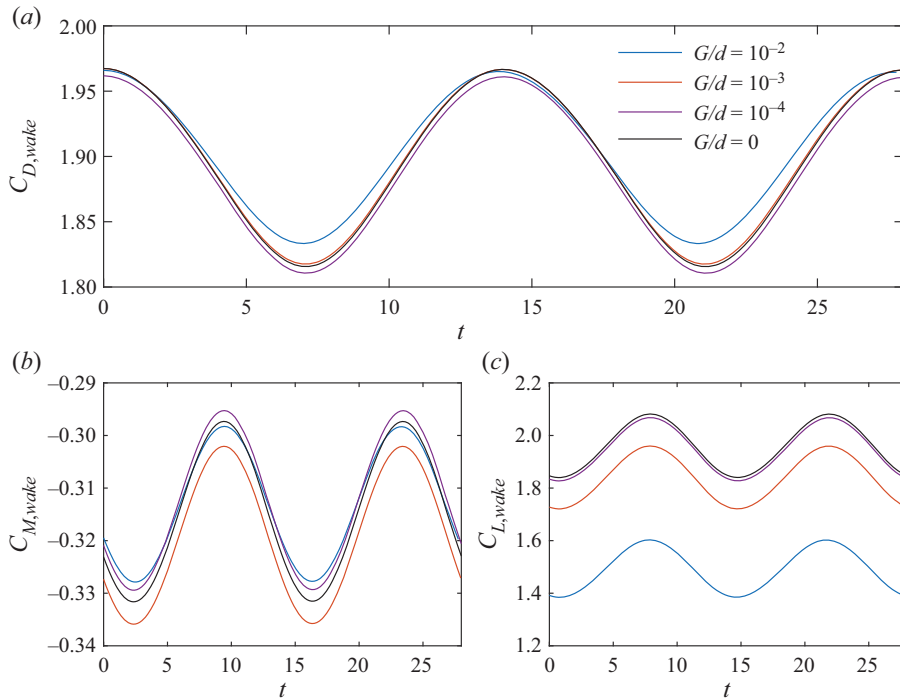 (a)
2.00
1.95
1.90
1.85
1.80
C_D,wake
0 5 10 15 20 25
t
G/d = 10⁻²
G/d = 10⁻³
G/d = 10⁻⁴
G/d = 0
(b)
–0.29
–0.30
–0.31
–0.32
–0.33
–0.34
C_M,wake
0 5 10 15 20 25
t
(c)
2.2
2.0
1.8
1.6
1.4
1.2
C_L,wake
0 5 10 15 20 25
t